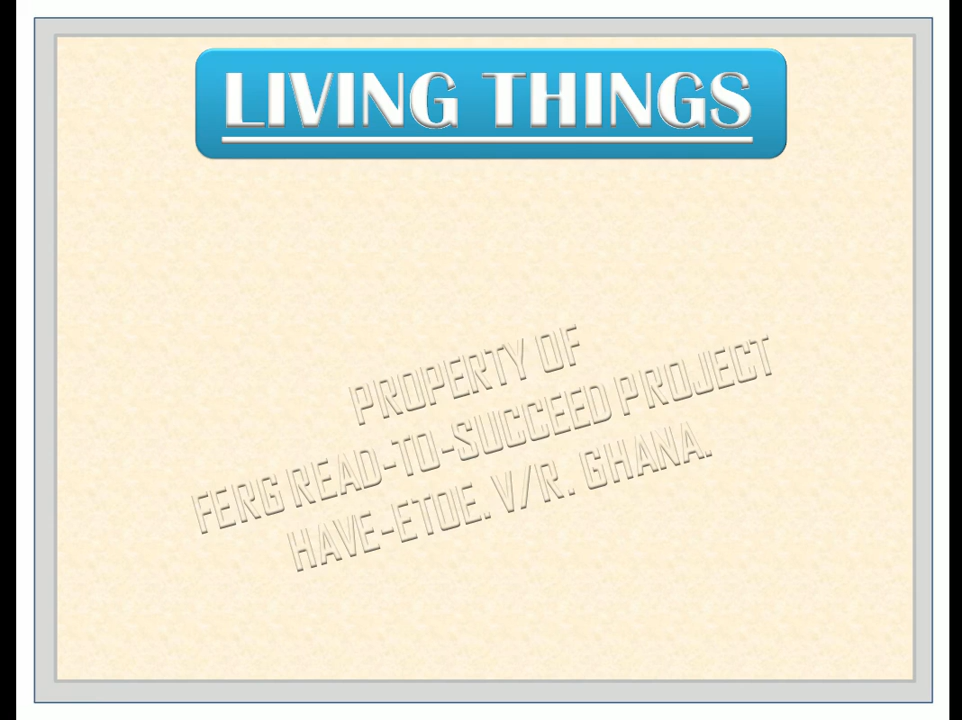 LIVING THINGS
PROPERTY OF
FERG READ-TO-SUCCEED PROJECT
HAVE-ETOE. V/R. GHANA.